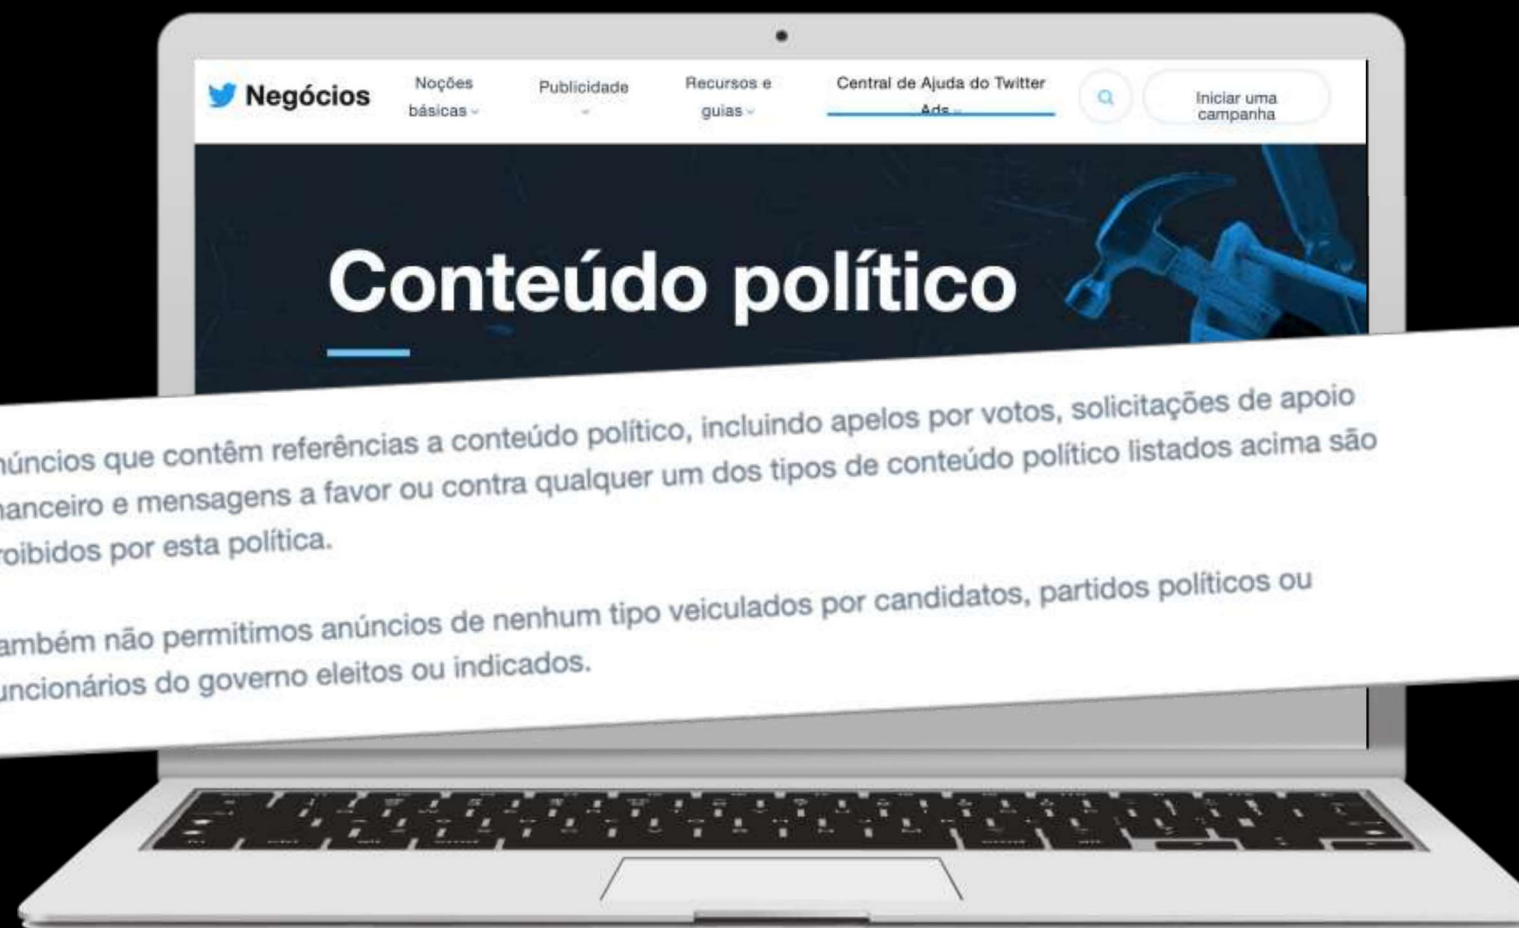 Negócios
Noções
básicas
Publicidade
Recursos e
guias
Central de Ajuda do Twitter
Ads
Iniciar uma
campanha
Conteúdo político
núncios que contêm referências a conteúdo político, incluindo apelos por votos, solicitações de apoio
nanceiro e mensagens a favor ou contra qualquer um dos tipos de conteúdo político listados acima são
roibidos por esta política.
ambém não permitimos anúncios de nenhum tipo veiculados por candidatos, partidos políticos ou
uncionários do governo eleitos ou indicados.